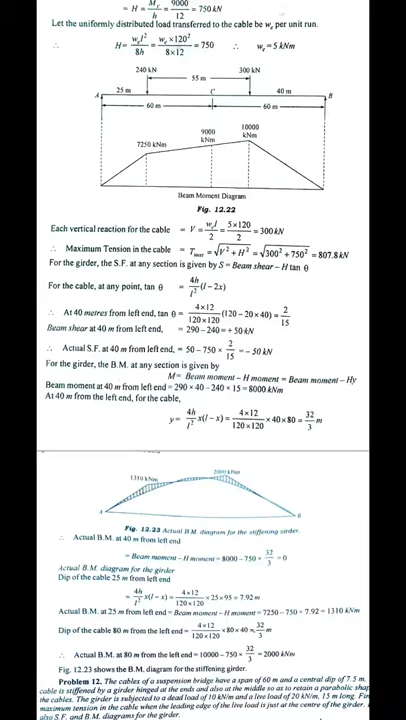 = H = M_c/h = 9000/12 = 750 kN
Let the uniformly distributed load transferred to the cable be w_e per unit run.
∴ H = w_e l²/8h = w_e×120²/8×12 = 750 ∴ w_e = 5 kNm
240 kN 300 kN
55 m
25 m C 40 m
A B
60 m 60 m
10000 kNm
9000 kNm
7250 kNm
Beam Moment Diagram
Fig. 12.22
Each vertical reaction for the cable = V = w_e l/2 = 5×120/2 = 300 kN
∴ Maximum Tension in the cable = T_max = √V² + H² = √300² + 750² = 807.8 kN
For the girder, the S.F. at any section is given by S = Beam shear – H tan θ
For the cable, at any point, tan θ = 4h/l² (l – 2x)
∴ At 40 metres from left end, tan θ = 4×12/120×120 (120 – 20×40) = 2/15
Beam shear at 40 m from left end, = 290 – 240 = + 50 kN
∴ Actual S.F. at 40 m from left end, = 50 – 750 × 2/15 = – 50 kN
For the girder, the B.M. at any section is given by
M = Beam moment – H moment = Beam moment – Hy
Beam moment at 40 m from left end = 290 × 40 – 240 × 15 = 8000 kNm
At 40 m from the left end, for the cable,
y = 4h/l² x(l – x) = 4×12/120×120 × 40 × 80 = 32/3 m
2000 kNm
1310 kNm
A B
Fig. 12.23 Actual B.M. diagram for the stiffening girder.
∴ Actual B.M. at 40 m from left end
= Beam moment – H moment = 8000 – 750 × 32/3 = 0
Actual B.M. diagram for the girder
Dip of the cable 25 m from left end
= 4h/l² x(l – x) = 4×12/120×120 × 25 × 95 = 7.92 m
Actual B.M. at 25 m from left end = Beam moment – H moment = 7250 – 750 × 7.92 = 1310 kNm
Dip of the cable 80 m from the left end = 4×12/120×120 × 80 × 40 = 32/3 m
∴ Actual B.M. at 80 m from left end = 10000 – 750 × 32/3 = 2000 kNm
Fig. 12.23 shows the B.M. diagram for the stiffening girder.
Problem 12. The cables of a suspension bridge have a span of 60 m and a central dip of 7.5 m.
cable is stiffened by a girder hinged at the ends and also at the middle so as to retain a parabolic shap
the cables. The girder is subjected to a dead load of 10 kN/m and a live load of 20 kN/m, 15 m long. Fin
maximum tension in the cable when the leading edge of the live load is just at the centre of the girder.
also S.F. and B.M. diagrams for the girder.